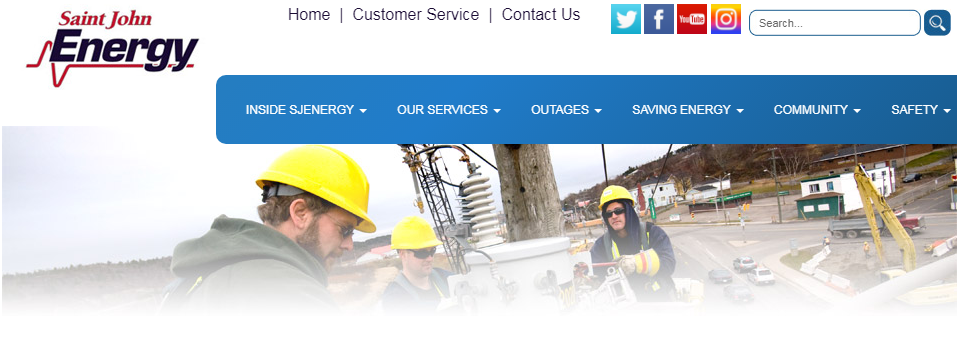 Saint John
Energy
Home | Customer Service | Contact Us
You Tube
Search...
INSIDE SJENERGY OUR SERVICES OUTAGES SAVING ENERGY COMMUNITY SAFETY